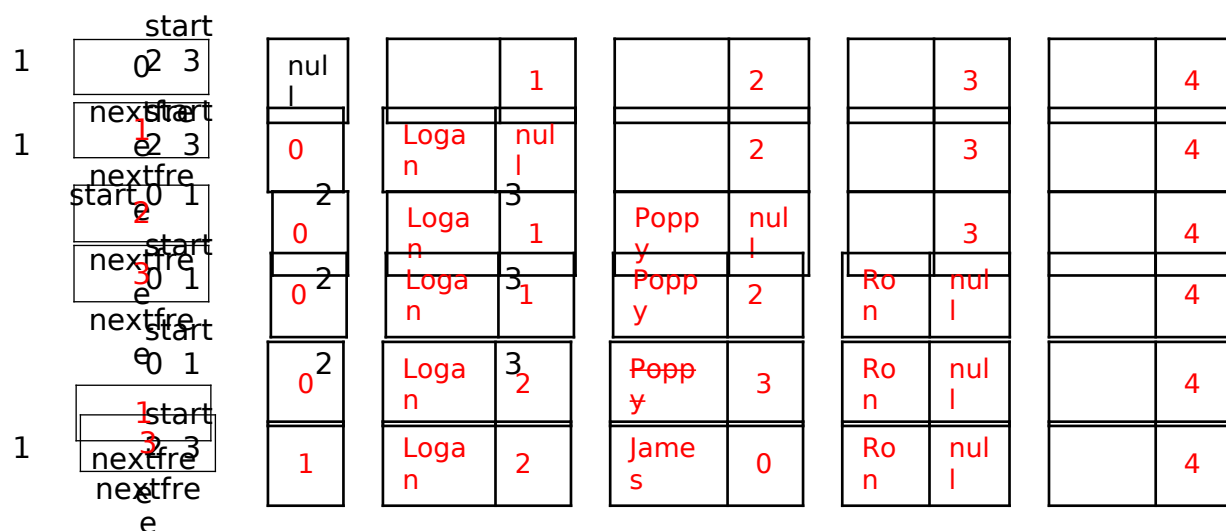 start
1 0 2 3 null 1 2 3 4
nextfree
start
1 1 2 3 0 Logan null 2 3 4
nextfree
start 0 1 2 3
2 0 Logan 1 Poppy null 3 4
nextfree
start
0 1 2 3
3 0 Logan 1 Poppy 2 Ron null 4
nextfree
start
0 1 2 3
0 Logan 2 Poppy 3 Ron null 4
1
nextfree
start
1 3 2 3 1 Logan 2 James 0 Ron null 4
nextfree